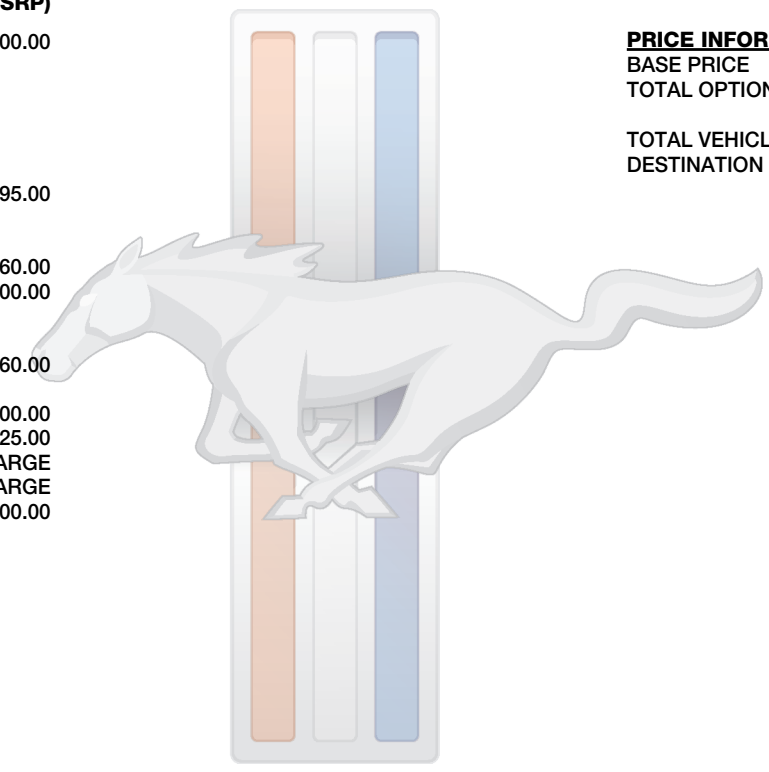 SRP)
00.00
95.00
60.00
00.00
60.00
00.00
25.00
ARGE
ARGE
00.00
PRICE INFOR
BASE PRICE
TOTAL OPTION
TOTAL VEHICL
DESTINATION